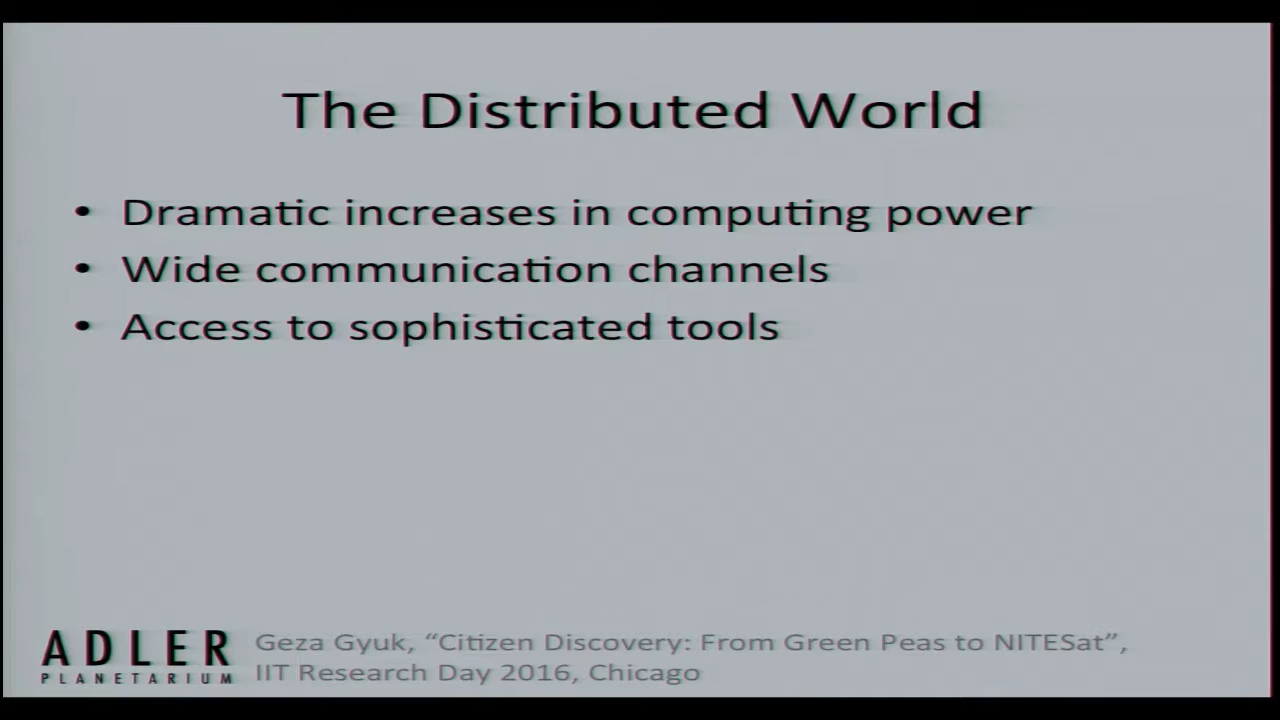 The Distributed World
• Dramatic increases in computing power
• Wide communication channels
• Access to sophisticated tools
ADLER
PLANETARIUM
Geza Gyuk, “Citizen Discovery: From Green Peas to NITESat”,
IIT Research Day 2016, Chicago